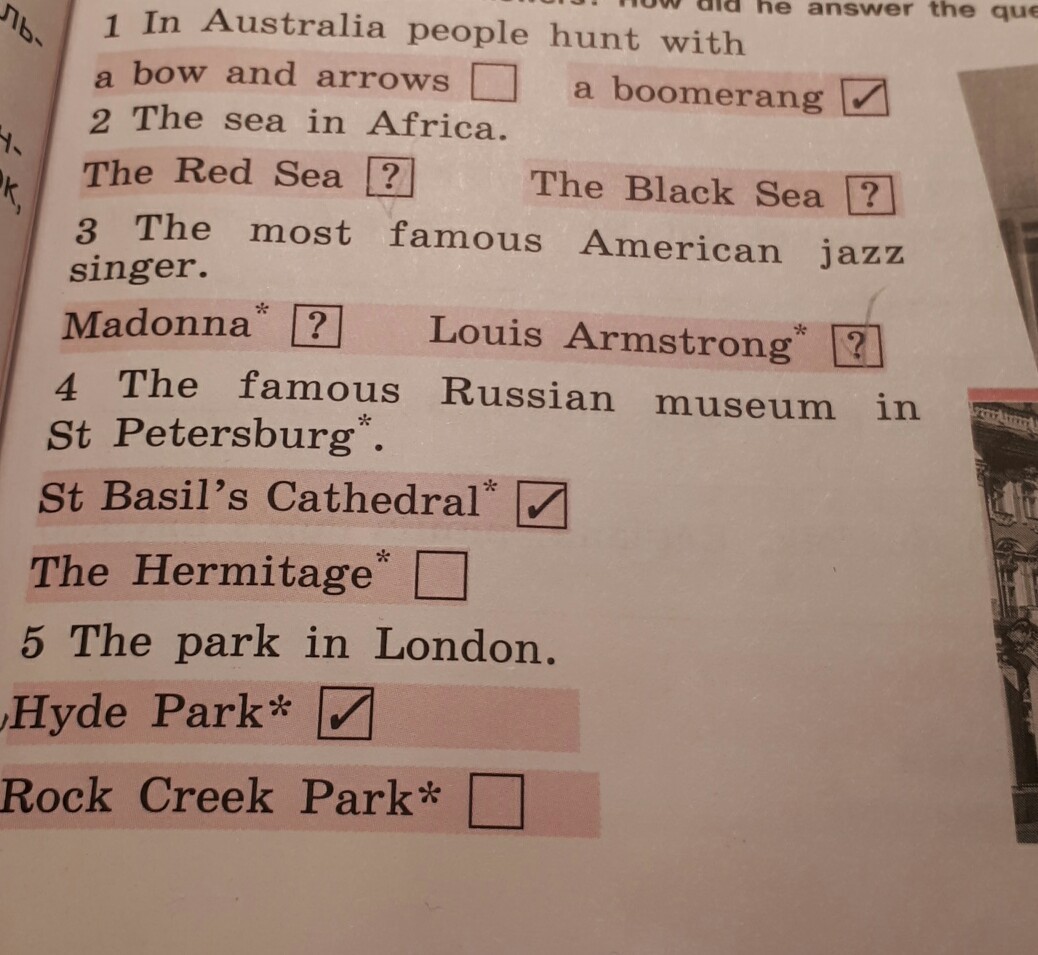 ль-
did he answer the que
1 In Australia people hunt with
a bow and arrows a boomerang ✓
2 The sea in Africa.
The Red Sea ? The Black Sea ?
3 The most famous American jazz
singer.
Madonna* ? Louis Armstrong* ?
4 The famous Russian museum in
St Petersburg*.
St Basil's Cathedral* ✓
The Hermitage*
5 The park in London.
Hyde Park* ✓
Rock Creek Park*